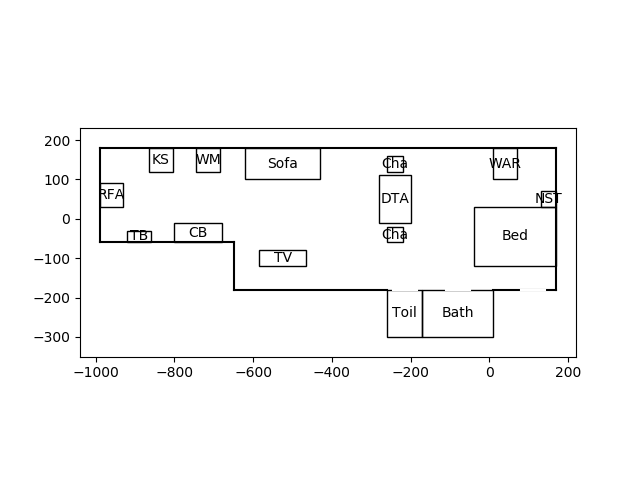 200
100
0
−100
−200
−300
KS
WM
Sofa
Cha
WAR
RFA
DTA
NST
TB
CB
Cha
Bed
TV
Toil
Bath
−1000
−800
−600
−400
−200
0
200